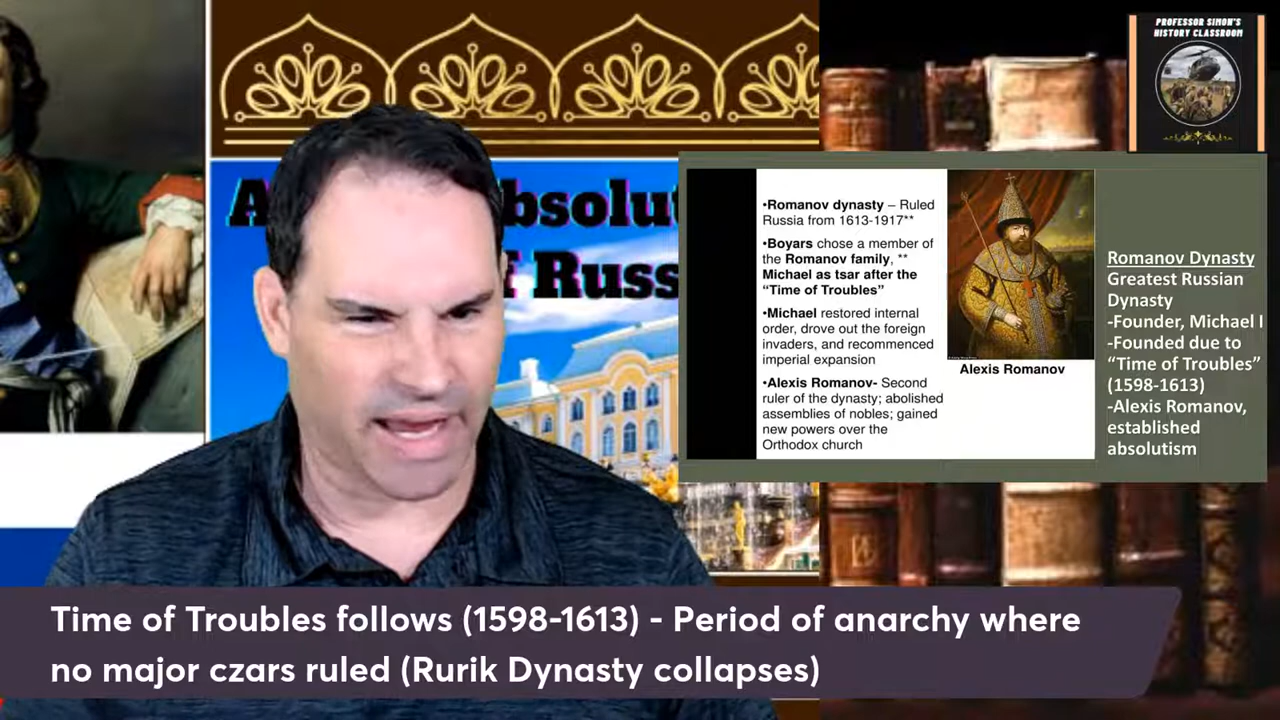 PROFESSOR SIMON'S
HISTORY CLASSROOM
bsolu
Russ
•Romanov dynasty – Ruled
Russia from 1613-1917**
•Boyars chose a member of
the Romanov family, **
Michael as tsar after the
“Time of Troubles”
•Michael restored internal
order, drove out the foreign
invaders, and recommenced
imperial expansion
•Alexis Romanov- Second
ruler of the dynasty; abolished
assemblies of nobles; gained
new powers over the
Orthodox church
Alexis Romanov
Romanov Dynasty
Greatest Russian
Dynasty
-Founder, Michael I
-Founded due to
“Time of Troubles”
(1598-1613)
-Alexis Romanov,
established
absolutism
Time of Troubles follows (1598-1613) - Period of anarchy where
no major czars ruled (Rurik Dynasty collapses)